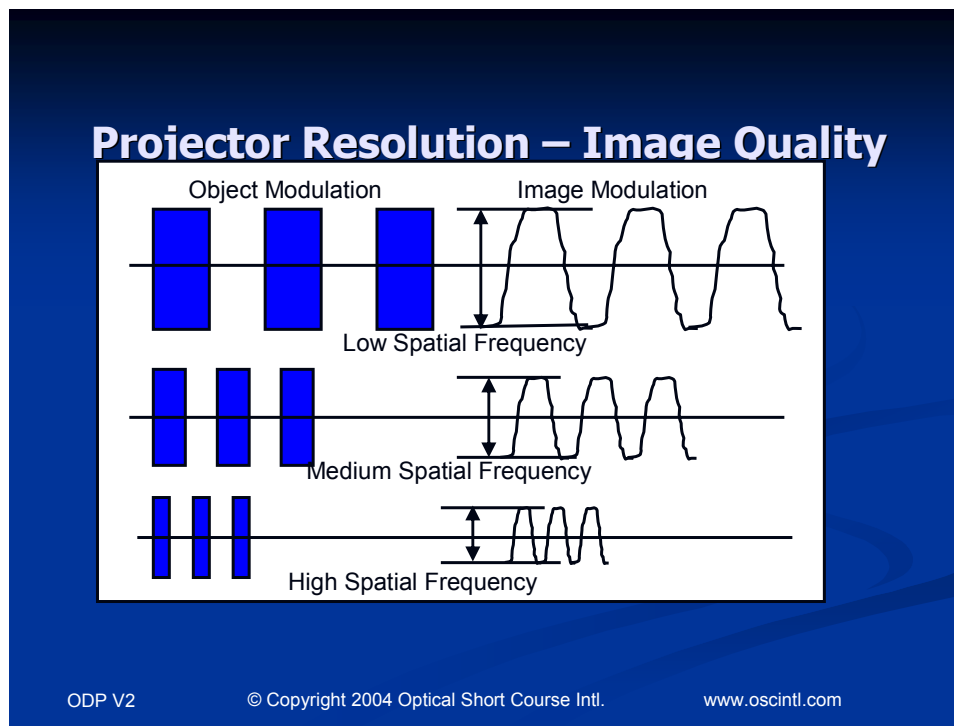 Projector Resolution – Image Quality
Object Modulation Image Modulation
Low Spatial Frequency
Medium Spatial Frequency
High Spatial Frequency
ODP V2 © Copyright 2004 Optical Short Course Intl. www.oscintl.com